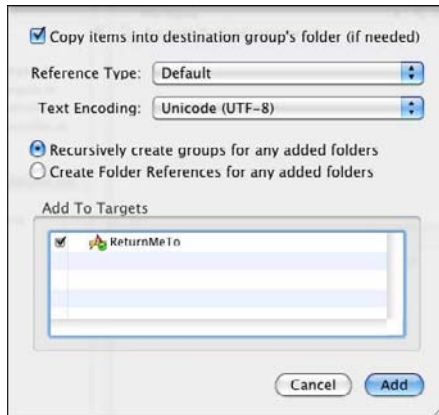 Copy items into destination group's folder (if needed)
Reference Type: Default
Text Encoding: Unicode (UTF-8)
Recursively create groups for any added folders
Create Folder References for any added folders
Add To Targets
ReturnMeTo
Cancel Add